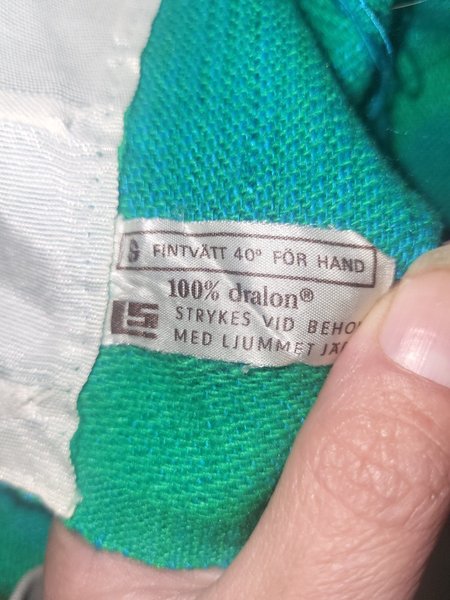 G FINTVÄTT 40° FÖR HAND
100% dralon®
STRYKES VID
MED LJUMMET